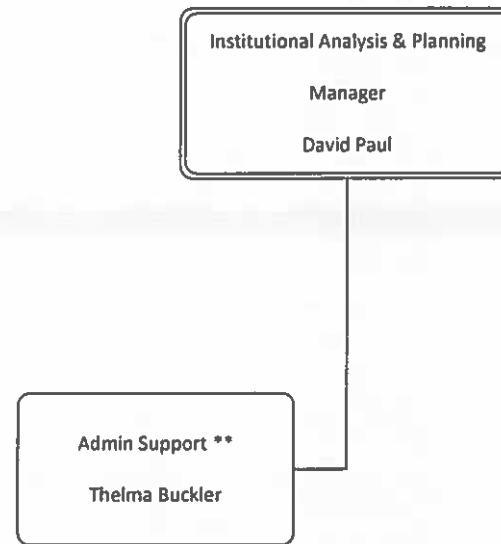 Institutional Analysis & Planning
Manager
David Paul
Admin Support **
Thelma Buckler